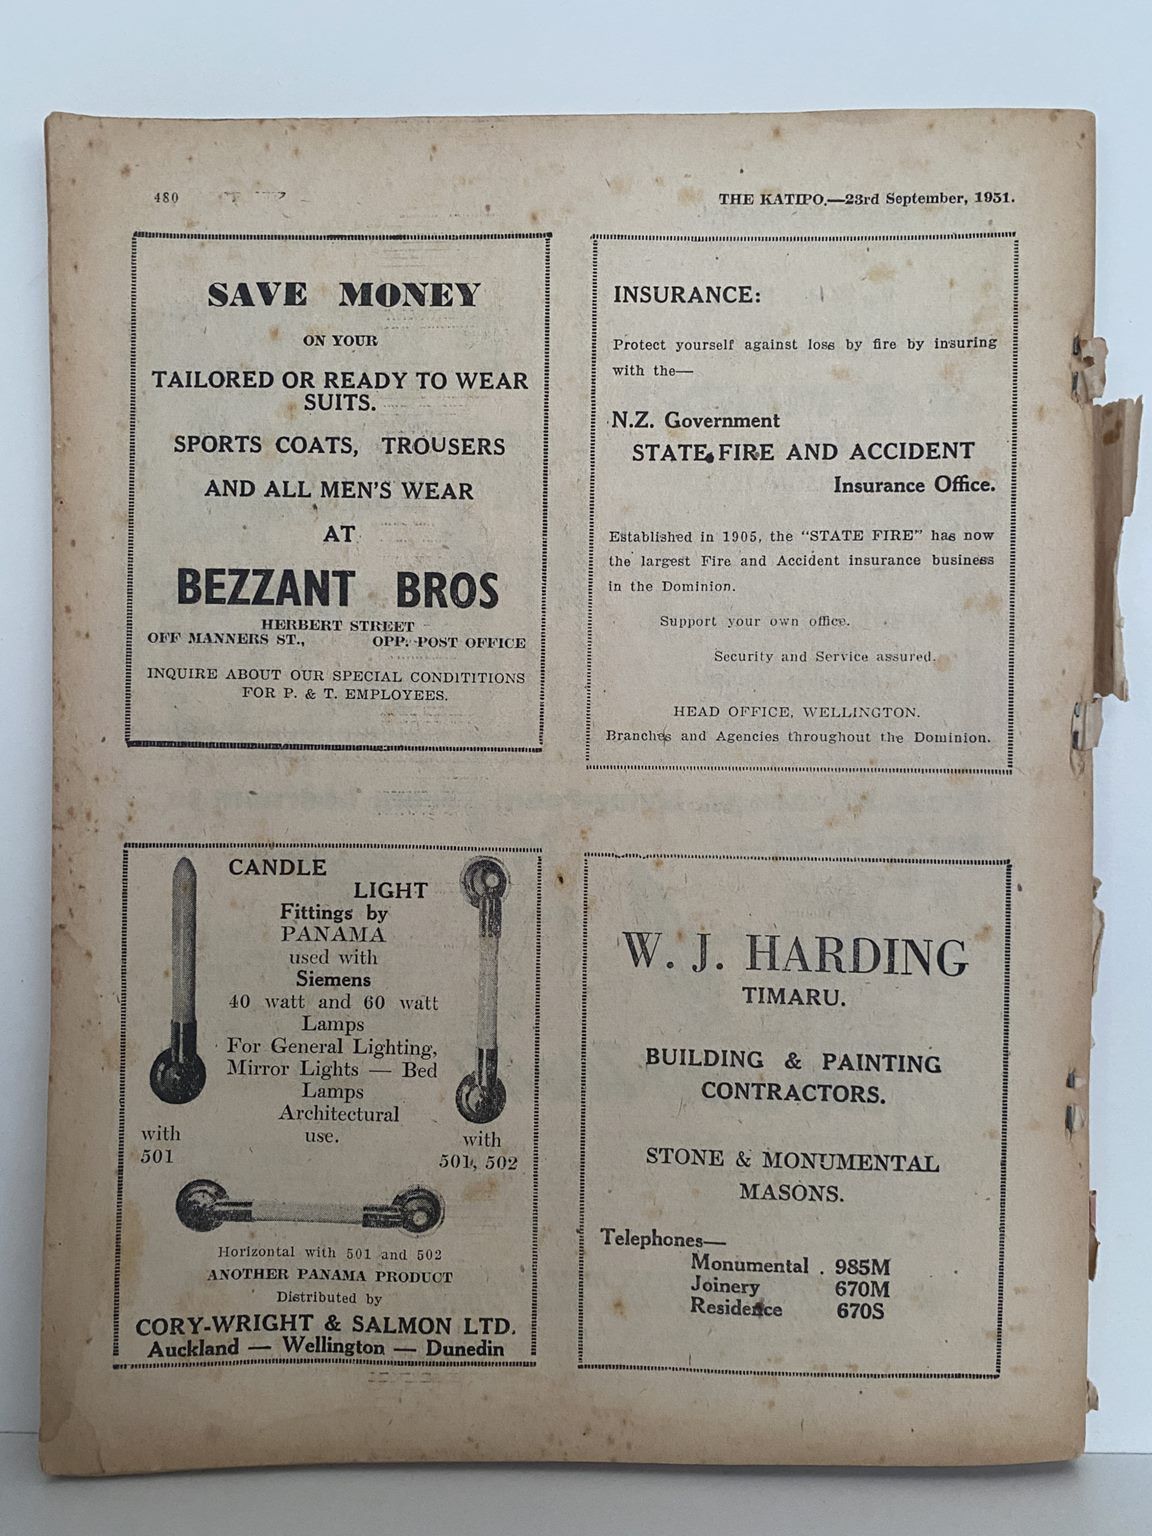 480
THE KATIPO.—23rd September, 1951.
SAVE MONEY
ON YOUR
TAILORED OR READY TO WEAR
SUITS.
SPORTS COATS, TROUSERS
AND ALL MEN'S WEAR
AT
BEZZANT BROS
HERBERT STREET
OFF MANNERS ST., OPP. POST OFFICE
INQUIRE ABOUT OUR SPECIAL CONDITITIONS
FOR P. & T. EMPLOYEES.
INSURANCE:
Protect yourself against loss by fire by insuring
with the—
N.Z. Government
STATE FIRE AND ACCIDENT
Insurance Office.
Established in 1905, the "STATE FIRE" has now
the largest Fire and Accident insurance business
in the Dominion.
Support your own office.
Security and Service assured.
HEAD OFFICE, WELLINGTON.
Branches and Agencies throughout the Dominion.
CANDLE
LIGHT
Fittings by
PANAMA
used with
Siemens
40 watt and 60 watt
Lamps
For General Lighting,
Mirror Lights — Bed
Lamps
Architectural
use.
with
501
with
501, 502
Horizontal with 501 and 502
ANOTHER PANAMA PRODUCT
Distributed by
CORY-WRIGHT & SALMON LTD.
Auckland — Wellington — Dunedin
W. J. HARDING
TIMARU.
BUILDING & PAINTING
CONTRACTORS.
STONE & MONUMENTAL
MASONS.
Telephones—
Monumental . 985M
Joinery 670M
Residence 670S